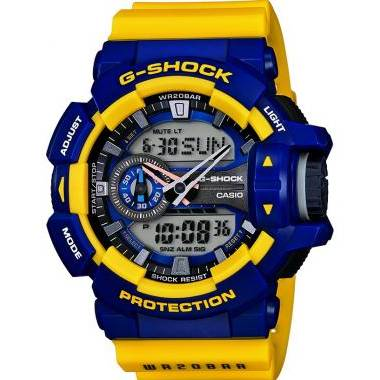 G-SHOCK
WR20BAR
ADJUST
LIGHT
MUTE LT
6-30 SUN
G-SHOCK
CASIO
START/STOP
P 10:08 36
SNZ ALM SIG
MODE
SHOCK RESIST
PROTECTION
WR20BAR